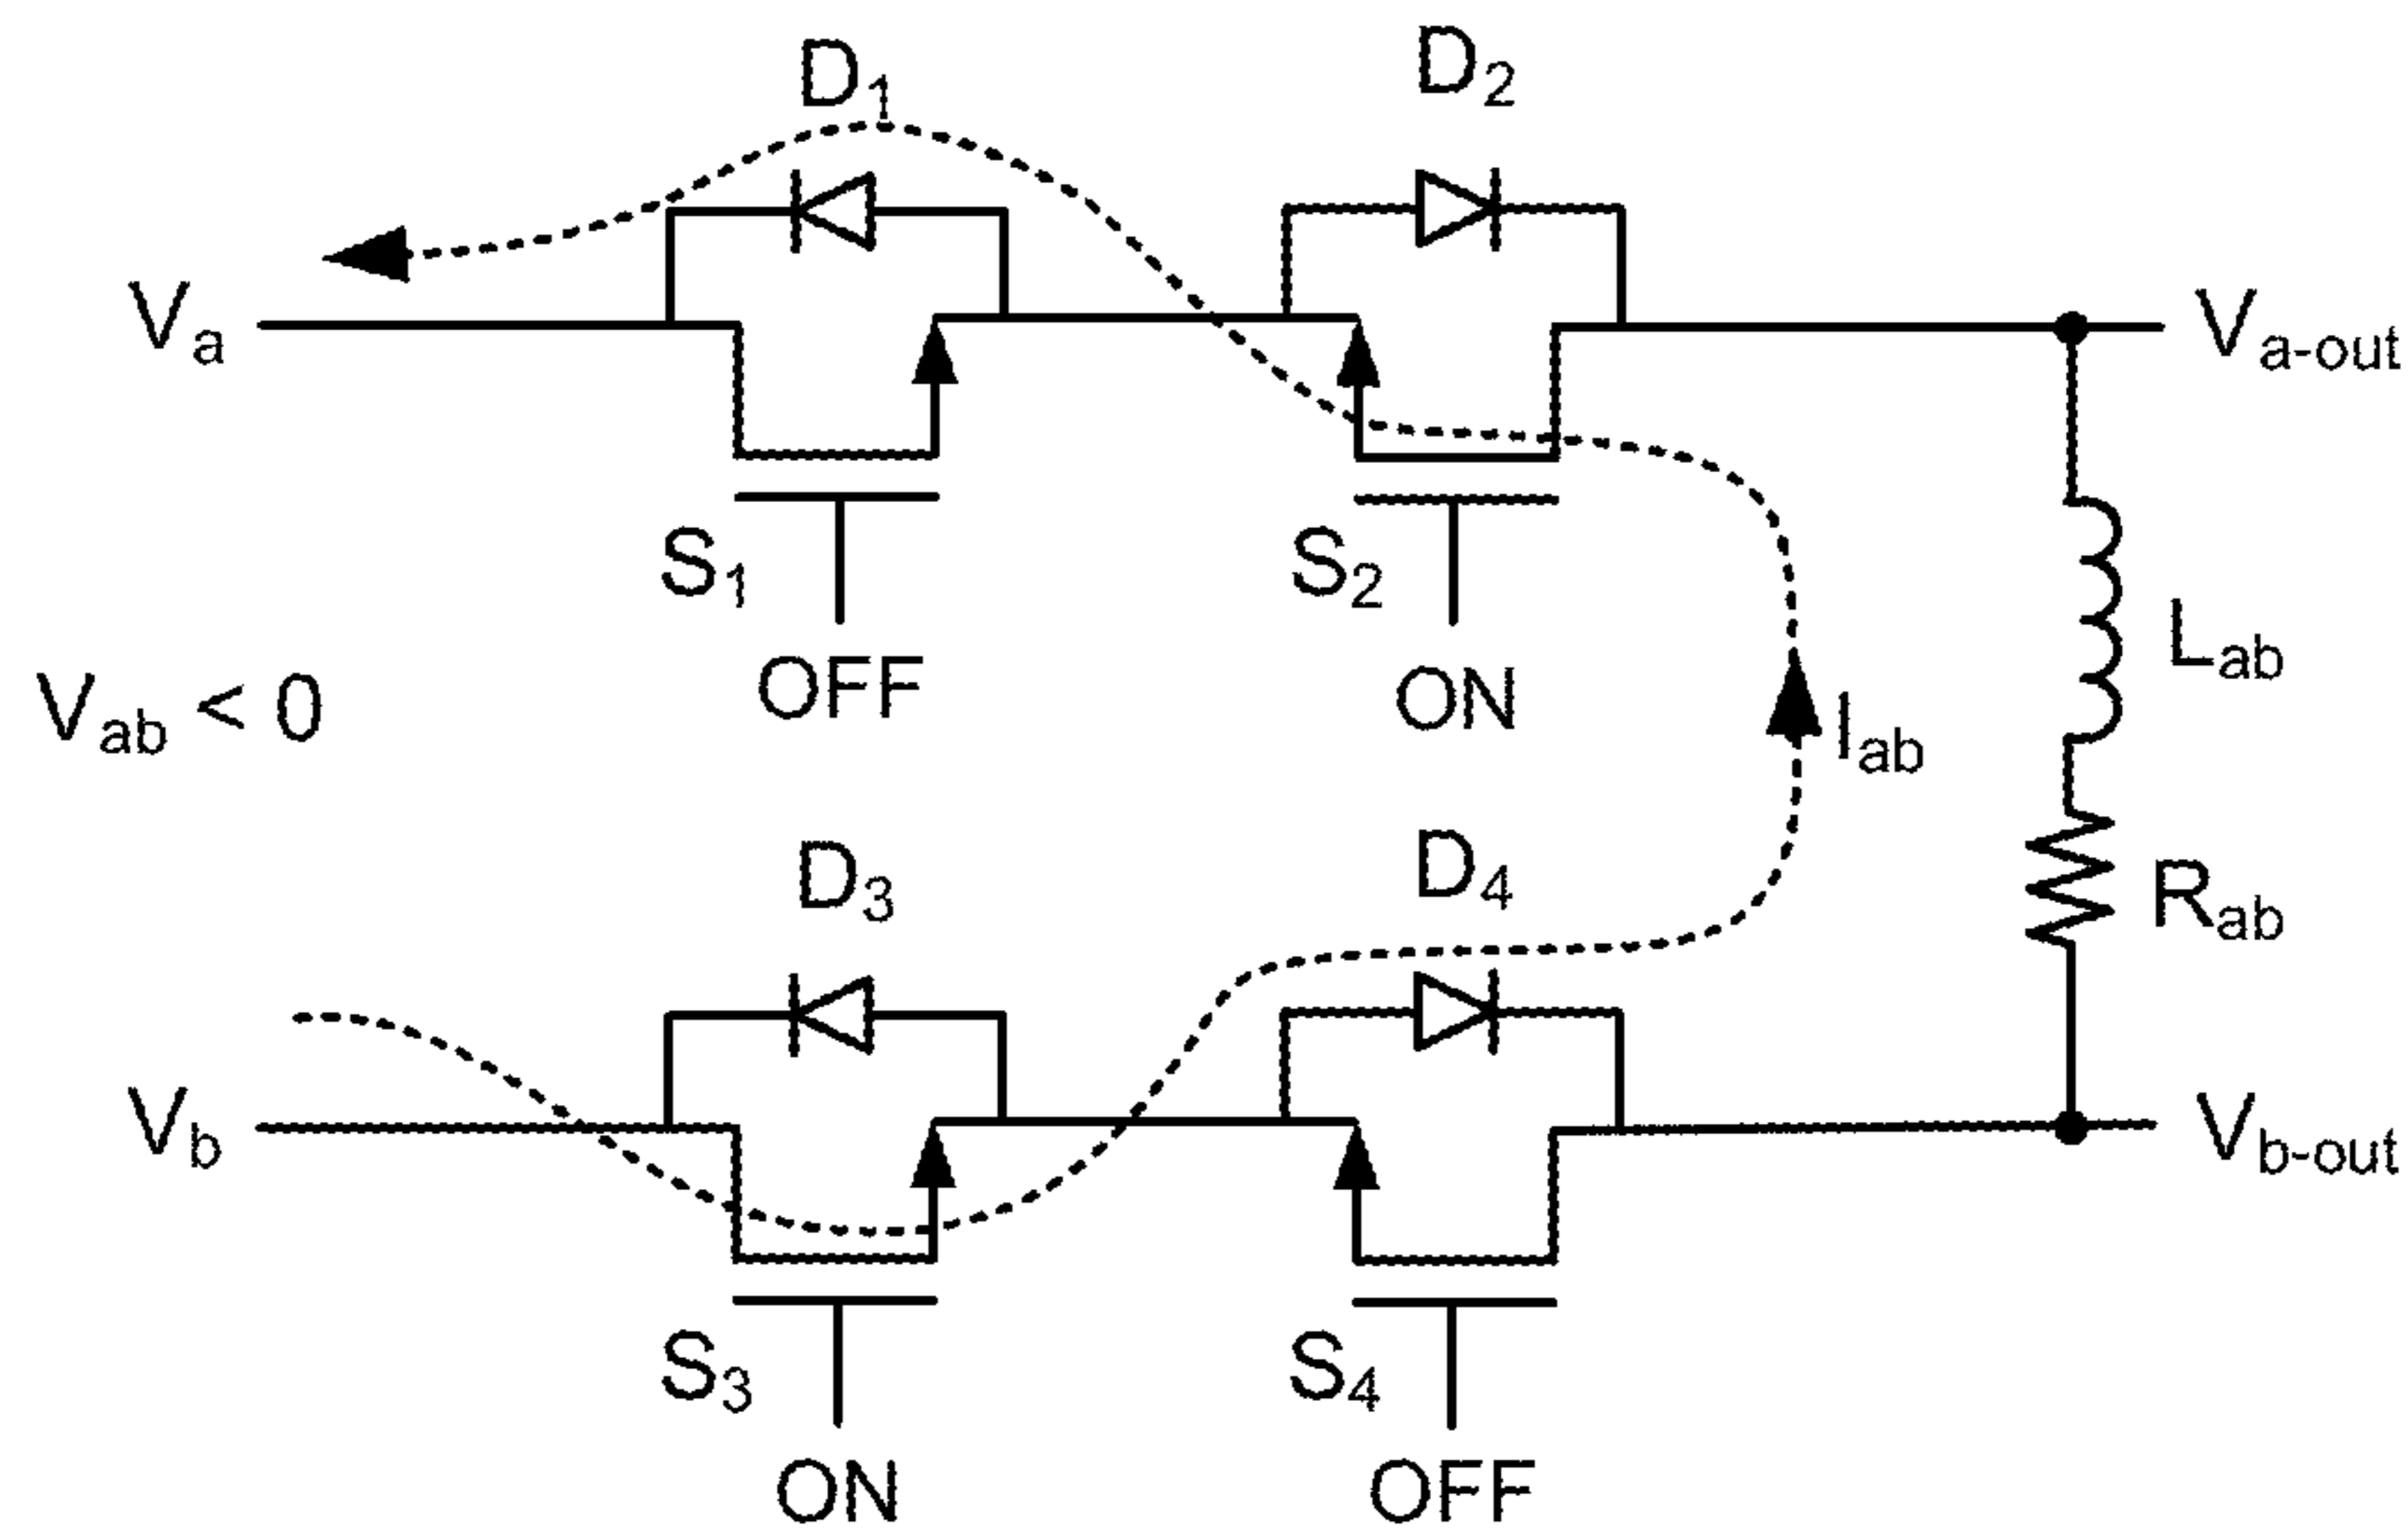 D1
D2
Va
Va-out
S1
S2
OFF
ON
Lab
Vab < 0
Iab
D3
D4
Rab
Vb
Vb-out
S3
S4
ON
OFF